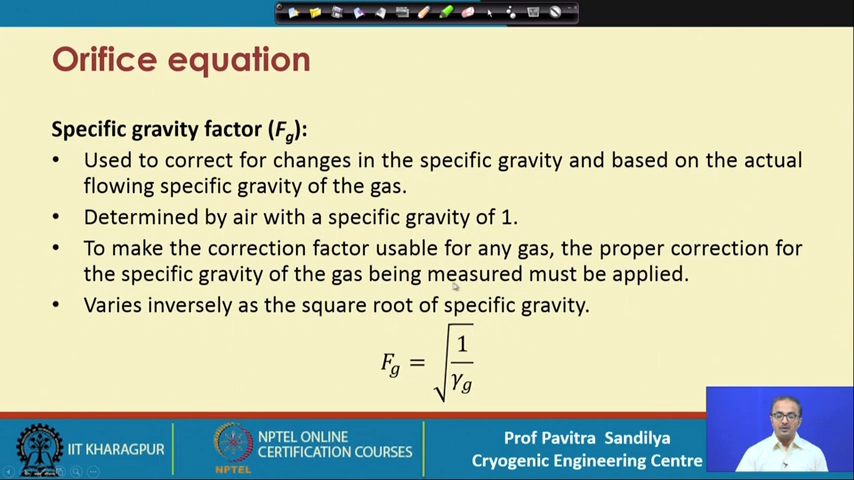 Orifice equation
Specific gravity factor (Fg):
• Used to correct for changes in the specific gravity and based on the actual
flowing specific gravity of the gas.
• Determined by air with a specific gravity of 1.
• To make the correction factor usable for any gas, the proper correction for
the specific gravity of the gas being measured must be applied.
• Varies inversely as the square root of specific gravity.
Fg = √(1/γg)
IIT KHARAGPUR
NPTEL
NPTEL ONLINE
CERTIFICATION COURSES
Prof Pavitra Sandilya
Cryogenic Engineering Centre